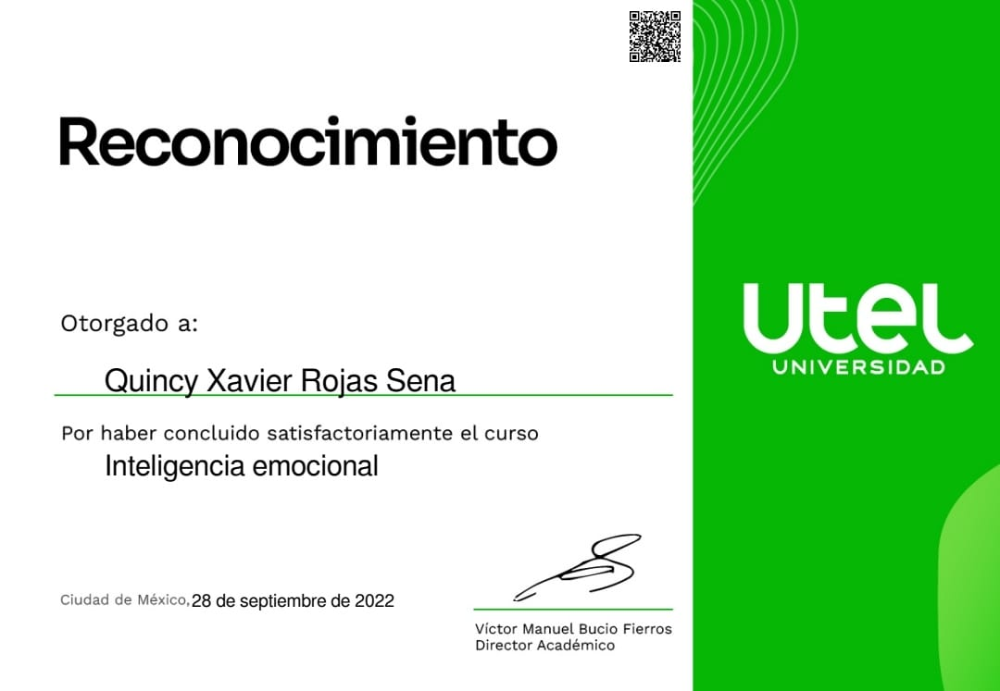 Reconocimiento
Otorgado a:
Quincy Xavier Rojas Sena
Por haber concluido satisfactoriamente el curso
Inteligencia emocional
Ciudad de México, 28 de septiembre de 2022
Víctor Manuel Bucio Fierros
Director Académico
Utel
UNIVERSIDAD